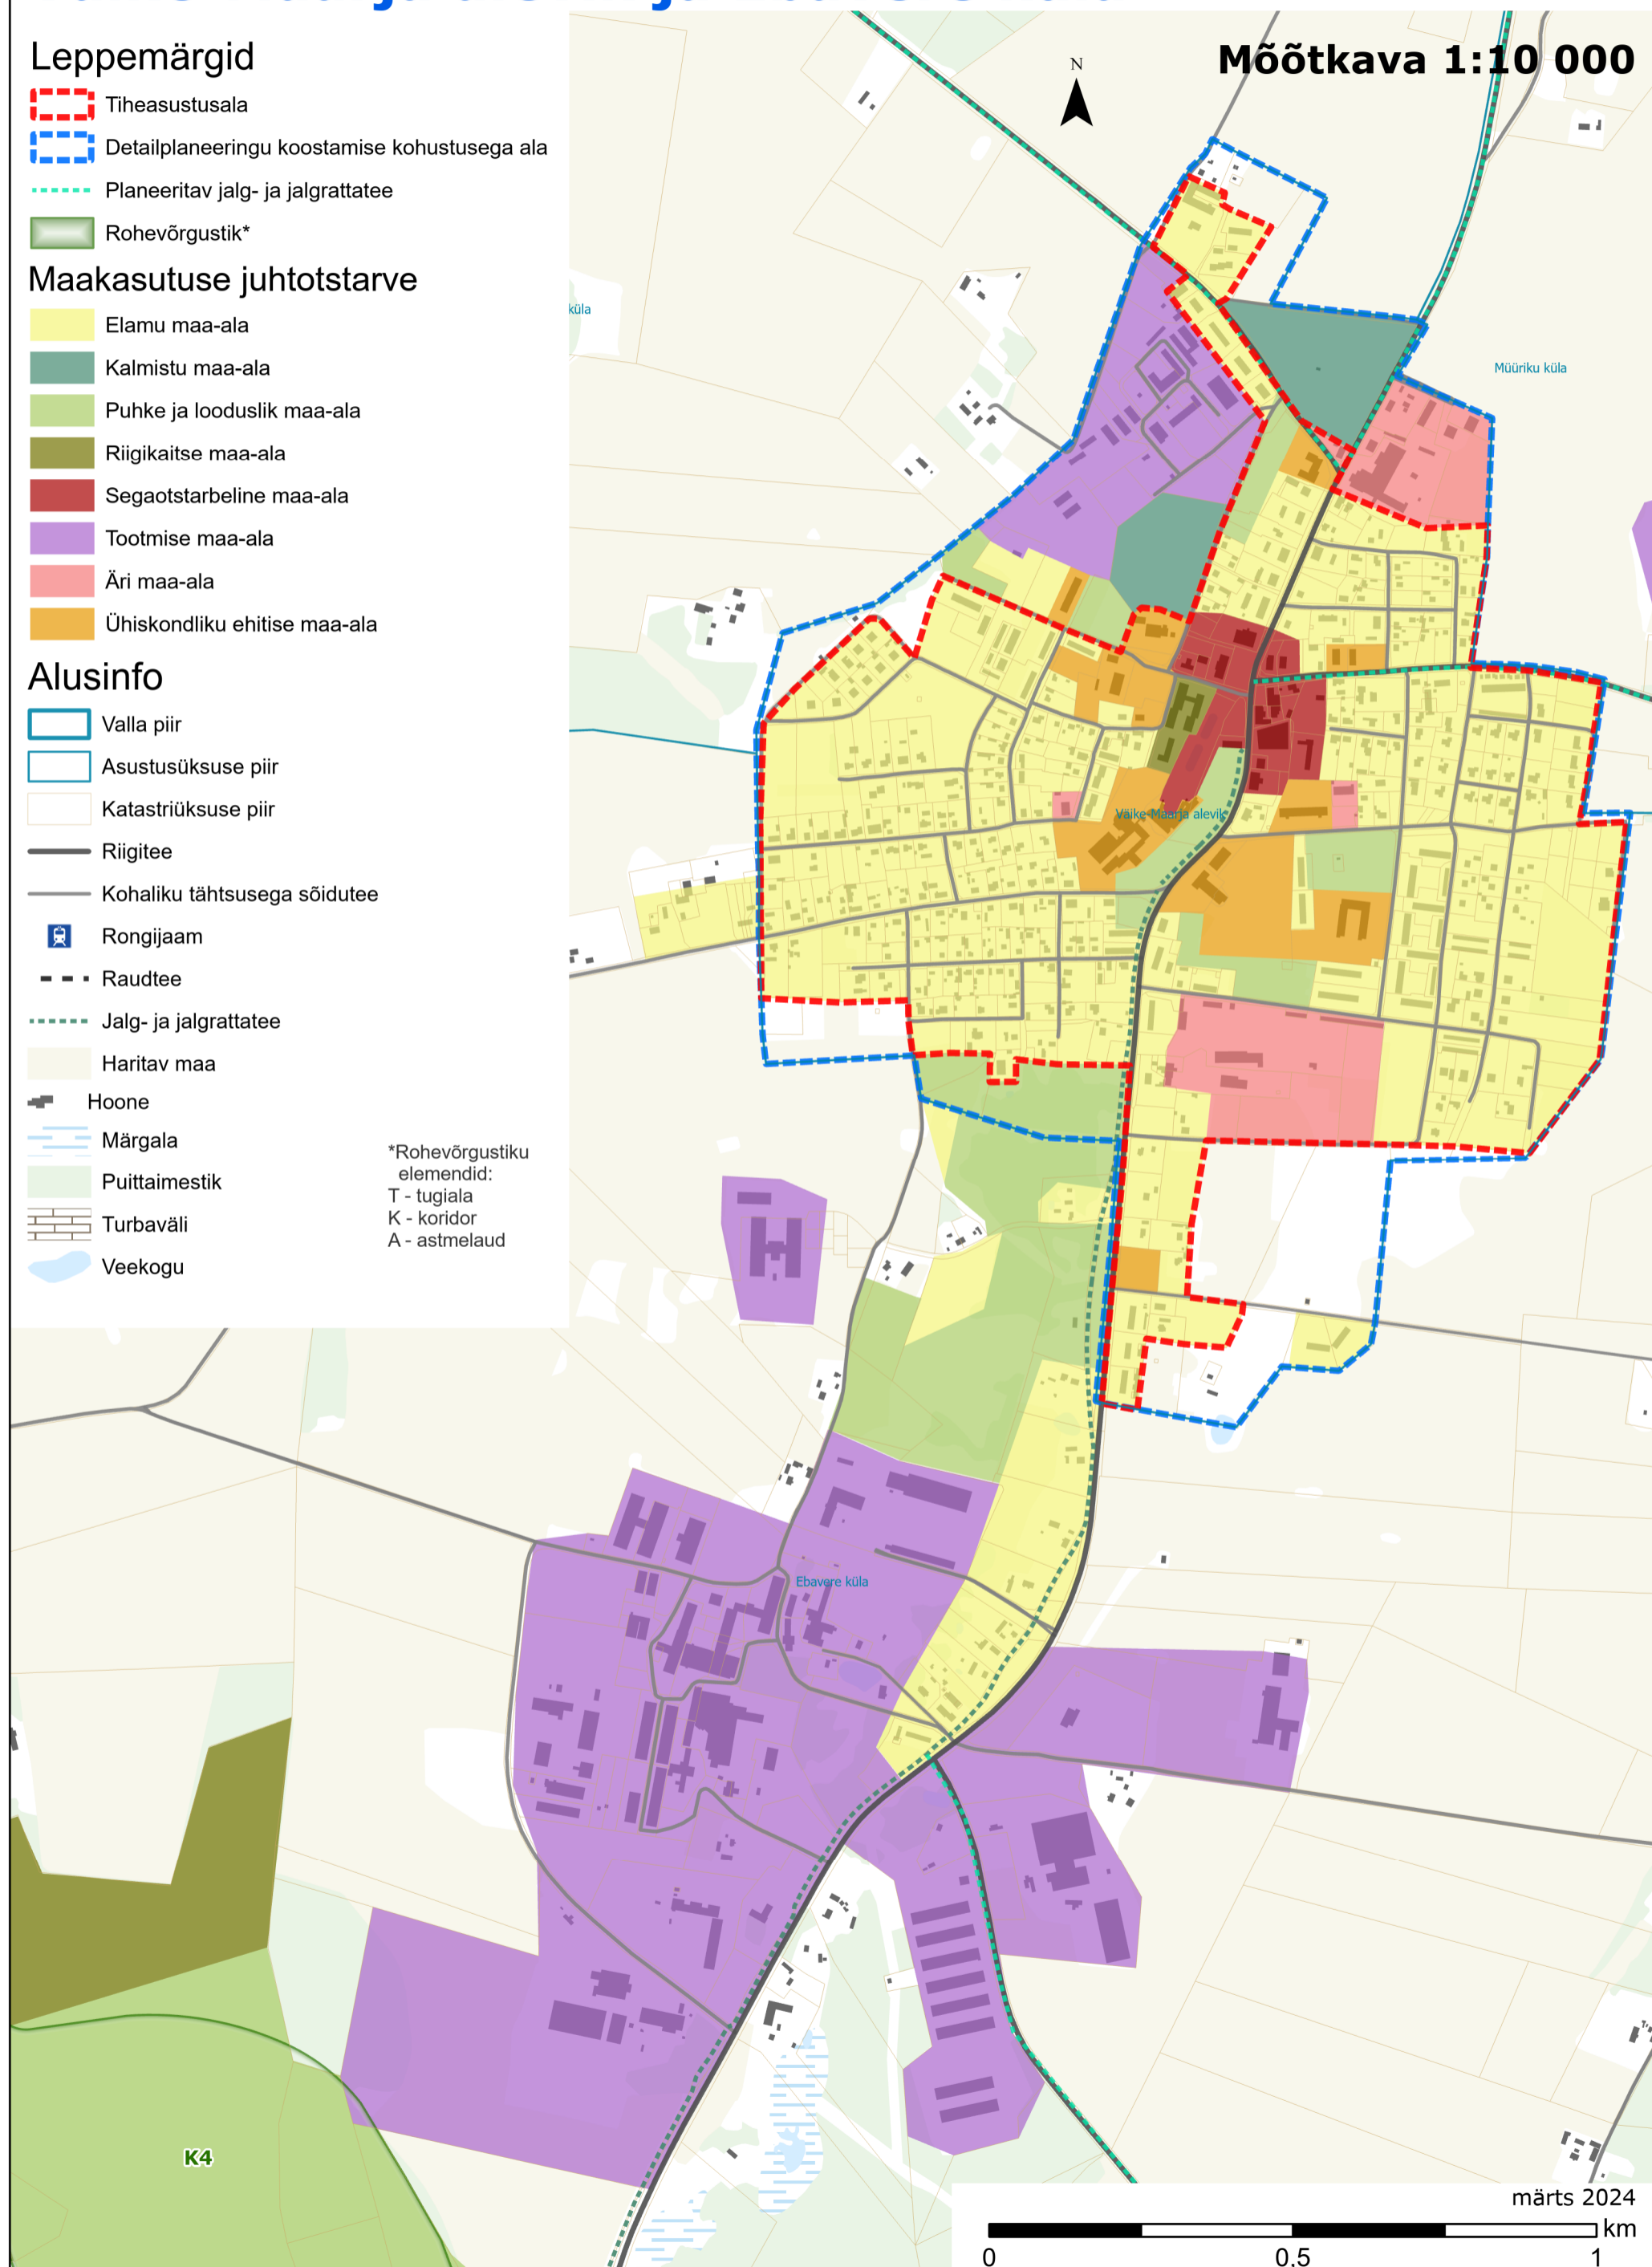 Mõõtkava 1:10 000
N
Leppemärgid
Tiheasustusala
Detailplaneeringu koostamise kohustusega ala
Planeeritav jalg- ja jalgrattatee
Rohevõrgustik*
Maakasutuse juhtotstarve
Elamu maa-ala
Kalmistu maa-ala
Puhke ja looduslik maa-ala
Riigikaitse maa-ala
Segaotstarbeline maa-ala
Tootmise maa-ala
Äri maa-ala
Ühiskondliku ehitise maa-ala
Alusinfo
Valla piir
Asustusüksuse piir
Katastriüksuse piir
Riigitee
Kohaliku tähtsusega sõidutee
Rongijaam
Raudtee
Jalg- ja jalgrattatee
Haritav maa
Hoone
Märgala
Puittaimestik
Turbaväli
Veekogu
*Rohevõrgustiku
elemendid:
T - tugiala
K - koridor
A - astmelaud
küla
Müüriku küla
Väike-Maarja alevik
Ebavere küla
K4
märts 2024
km
0
0.5
1